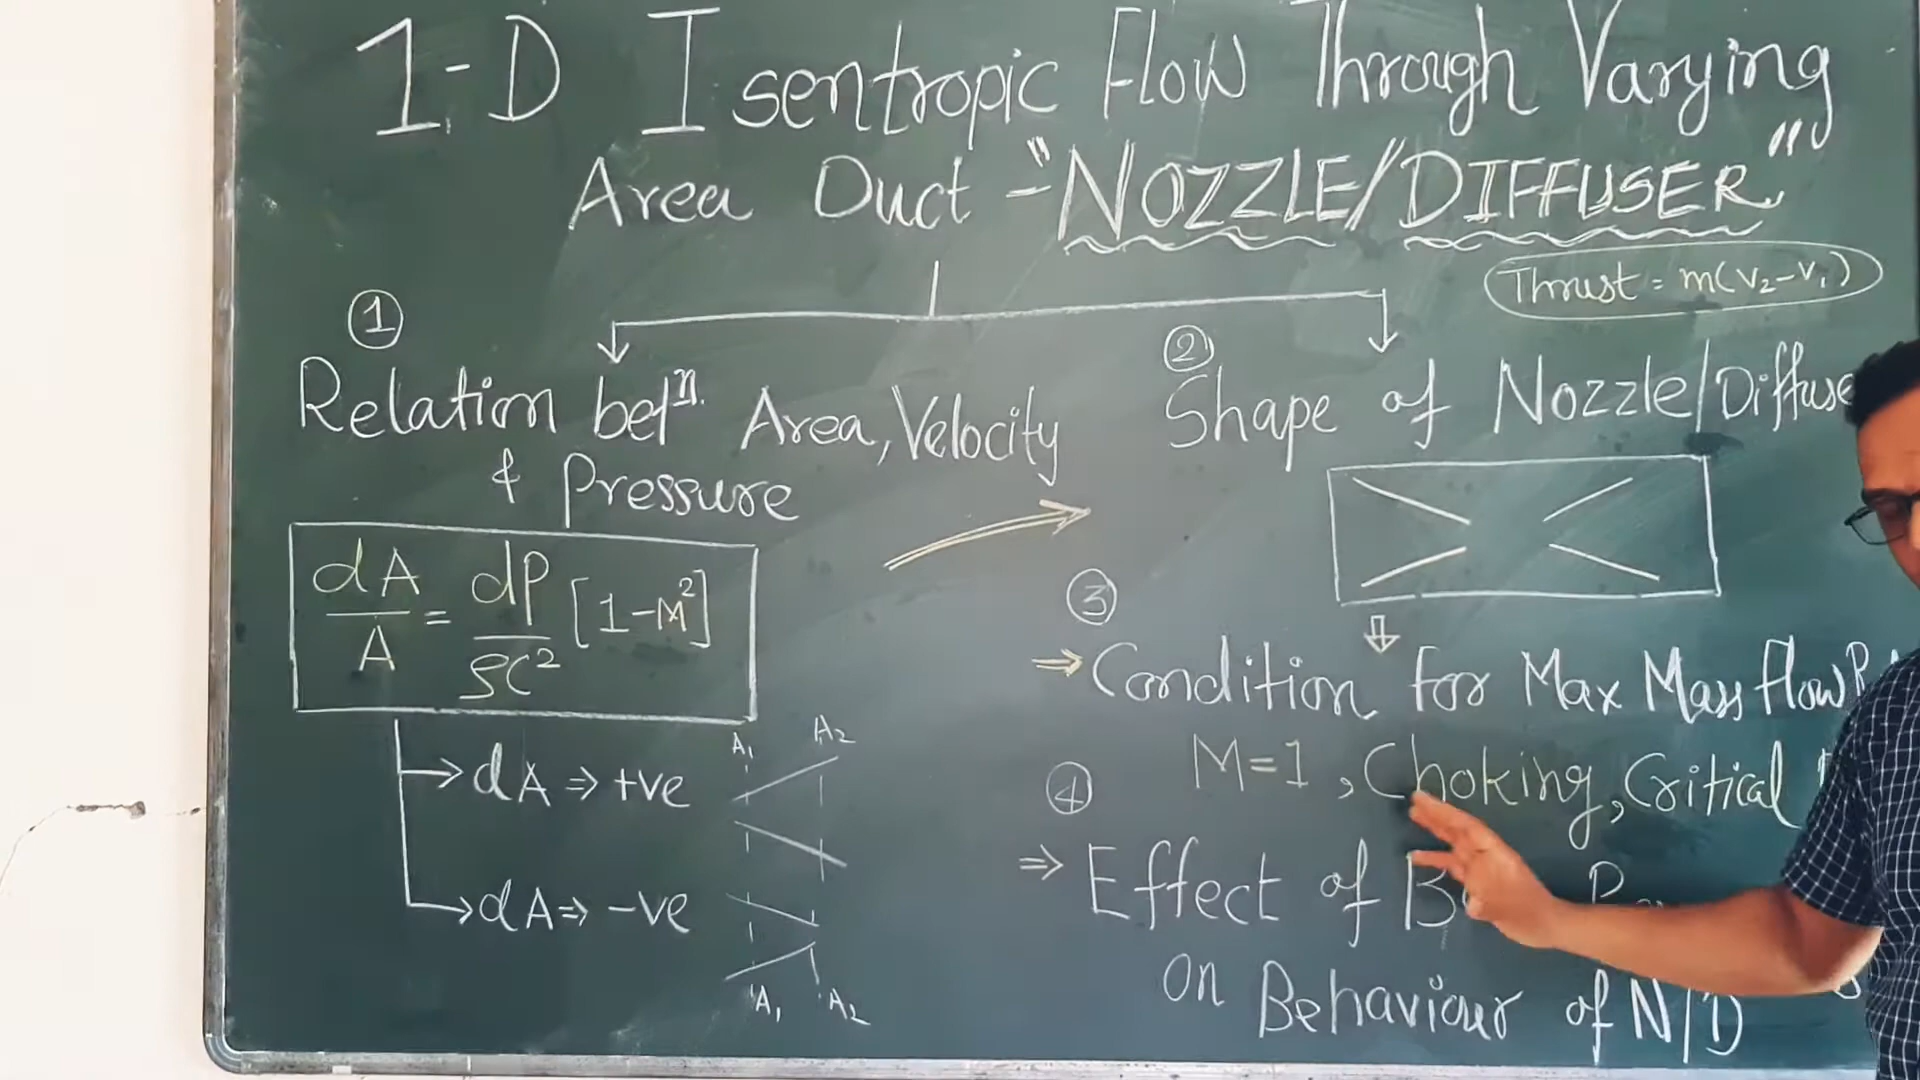 1-D Isentropic Flow Through Varying
Area Duct - "NOZZLE/DIFFUSER"
Thrust = m(V₂-V₁)
①
Relation betⁿ. Area, Velocity
& Pressure
dA/A = dP/ρC² [1-M²]
dA ⇒ +ve
A₁ A₂
dA ⇒ -ve
A₁ A₂
②
Shape of Nozzle/Diffuse
③
⇒ Condition for Max Mass flow
M=1, Choking, Critical
④
⇒ Effect of
on Behaviour of N/D